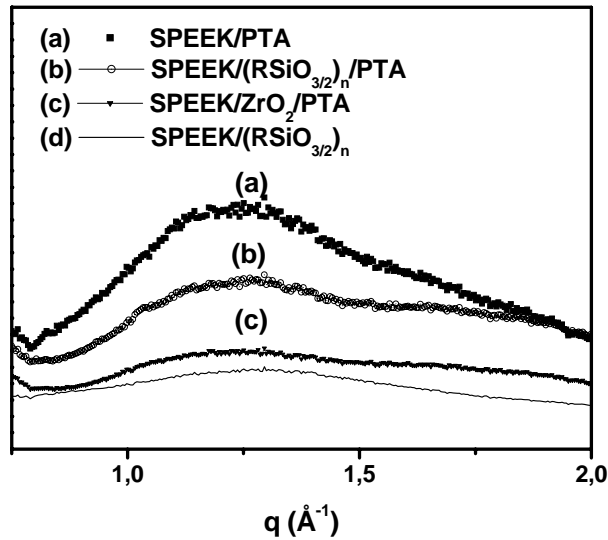 (a) SPEEK/PTA
(b) SPEEK/(RSiO3/2)n/PTA
(c) SPEEK/ZrO2/PTA
(d) SPEEK/(RSiO3/2)n
(a)
(b)
(c)
1,0 1,5 2,0
q (Å-1)